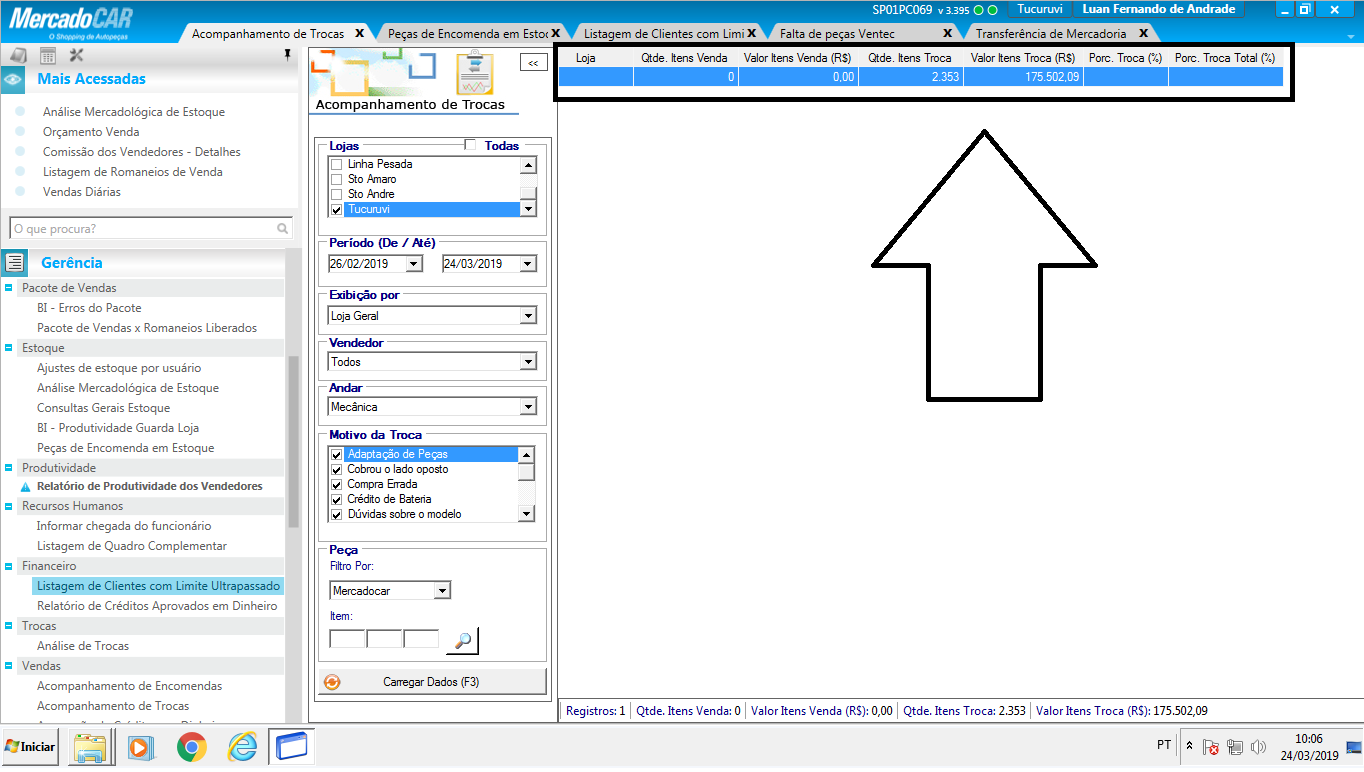 MercadoCAR
O Shopping de Autopeças
SP01PC069 v 3.395
Tucuruvi
Luan Fernando de Andrade
Acompanhamento de Trocas X
Peças de Encomenda em Estoc X
Listagem de Clientes com Limi X
Falta de peças Ventec X
Transferência de Mercadoria X
Mais Acessadas
Análise Mercadológica de Estoque
Orçamento Venda
Comissão dos Vendedores - Detalhes
Listagem de Romaneios de Venda
Vendas Diárias
O que procura?
Gerência
Pacote de Vendas
BI - Erros do Pacote
Pacote de Vendas x Romaneios Liberados
Estoque
Ajustes de estoque por usuário
Análise Mercadológica de Estoque
Consultas Gerais Estoque
BI - Produtividade Guarda Loja
Peças de Encomenda em Estoque
Produtividade
Relatório de Produtividade dos Vendedores
Recursos Humanos
Informar chegada do funcionário
Listagem de Quadro Complementar
Financeiro
Listagem de Clientes com Limite Ultrapassado
Relatório de Créditos Aprovados em Dinheiro
Trocas
Análise de Trocas
Vendas
Acompanhamento de Encomendas
Acompanhamento de Trocas
<<
Acompanhamento de Trocas
Lojas Todas
Linha Pesada
Sto Amaro
Sto Andre
Tucuruvi
Período (De / Até)
26/02/2019 24/03/2019
Exibição por
Loja Geral
Vendedor
Todos
Andar
Mecânica
Motivo da Troca
Adaptação de Peças
Cobrou o lado oposto
Compra Errada
Crédito de Bateria
Dúvidas sobre o modelo
Peça
Filtro Por:
Mercadocar
Item:
Carregar Dados (F3)
Loja Qtde. Itens Venda Valor Itens Venda (R$) Qtde. Itens Troca Valor Itens Troca (R$) Porc. Troca (%) Porc. Troca Total (%)
0 0,00 2.353 175.502,09
Registros: 1 Qtde. Itens Venda: 0 Valor Itens Venda (R$): 0,00 Qtde. Itens Troca: 2.353 Valor Itens Troca (R$): 175.502,09
Iniciar
PT
10:06
24/03/2019